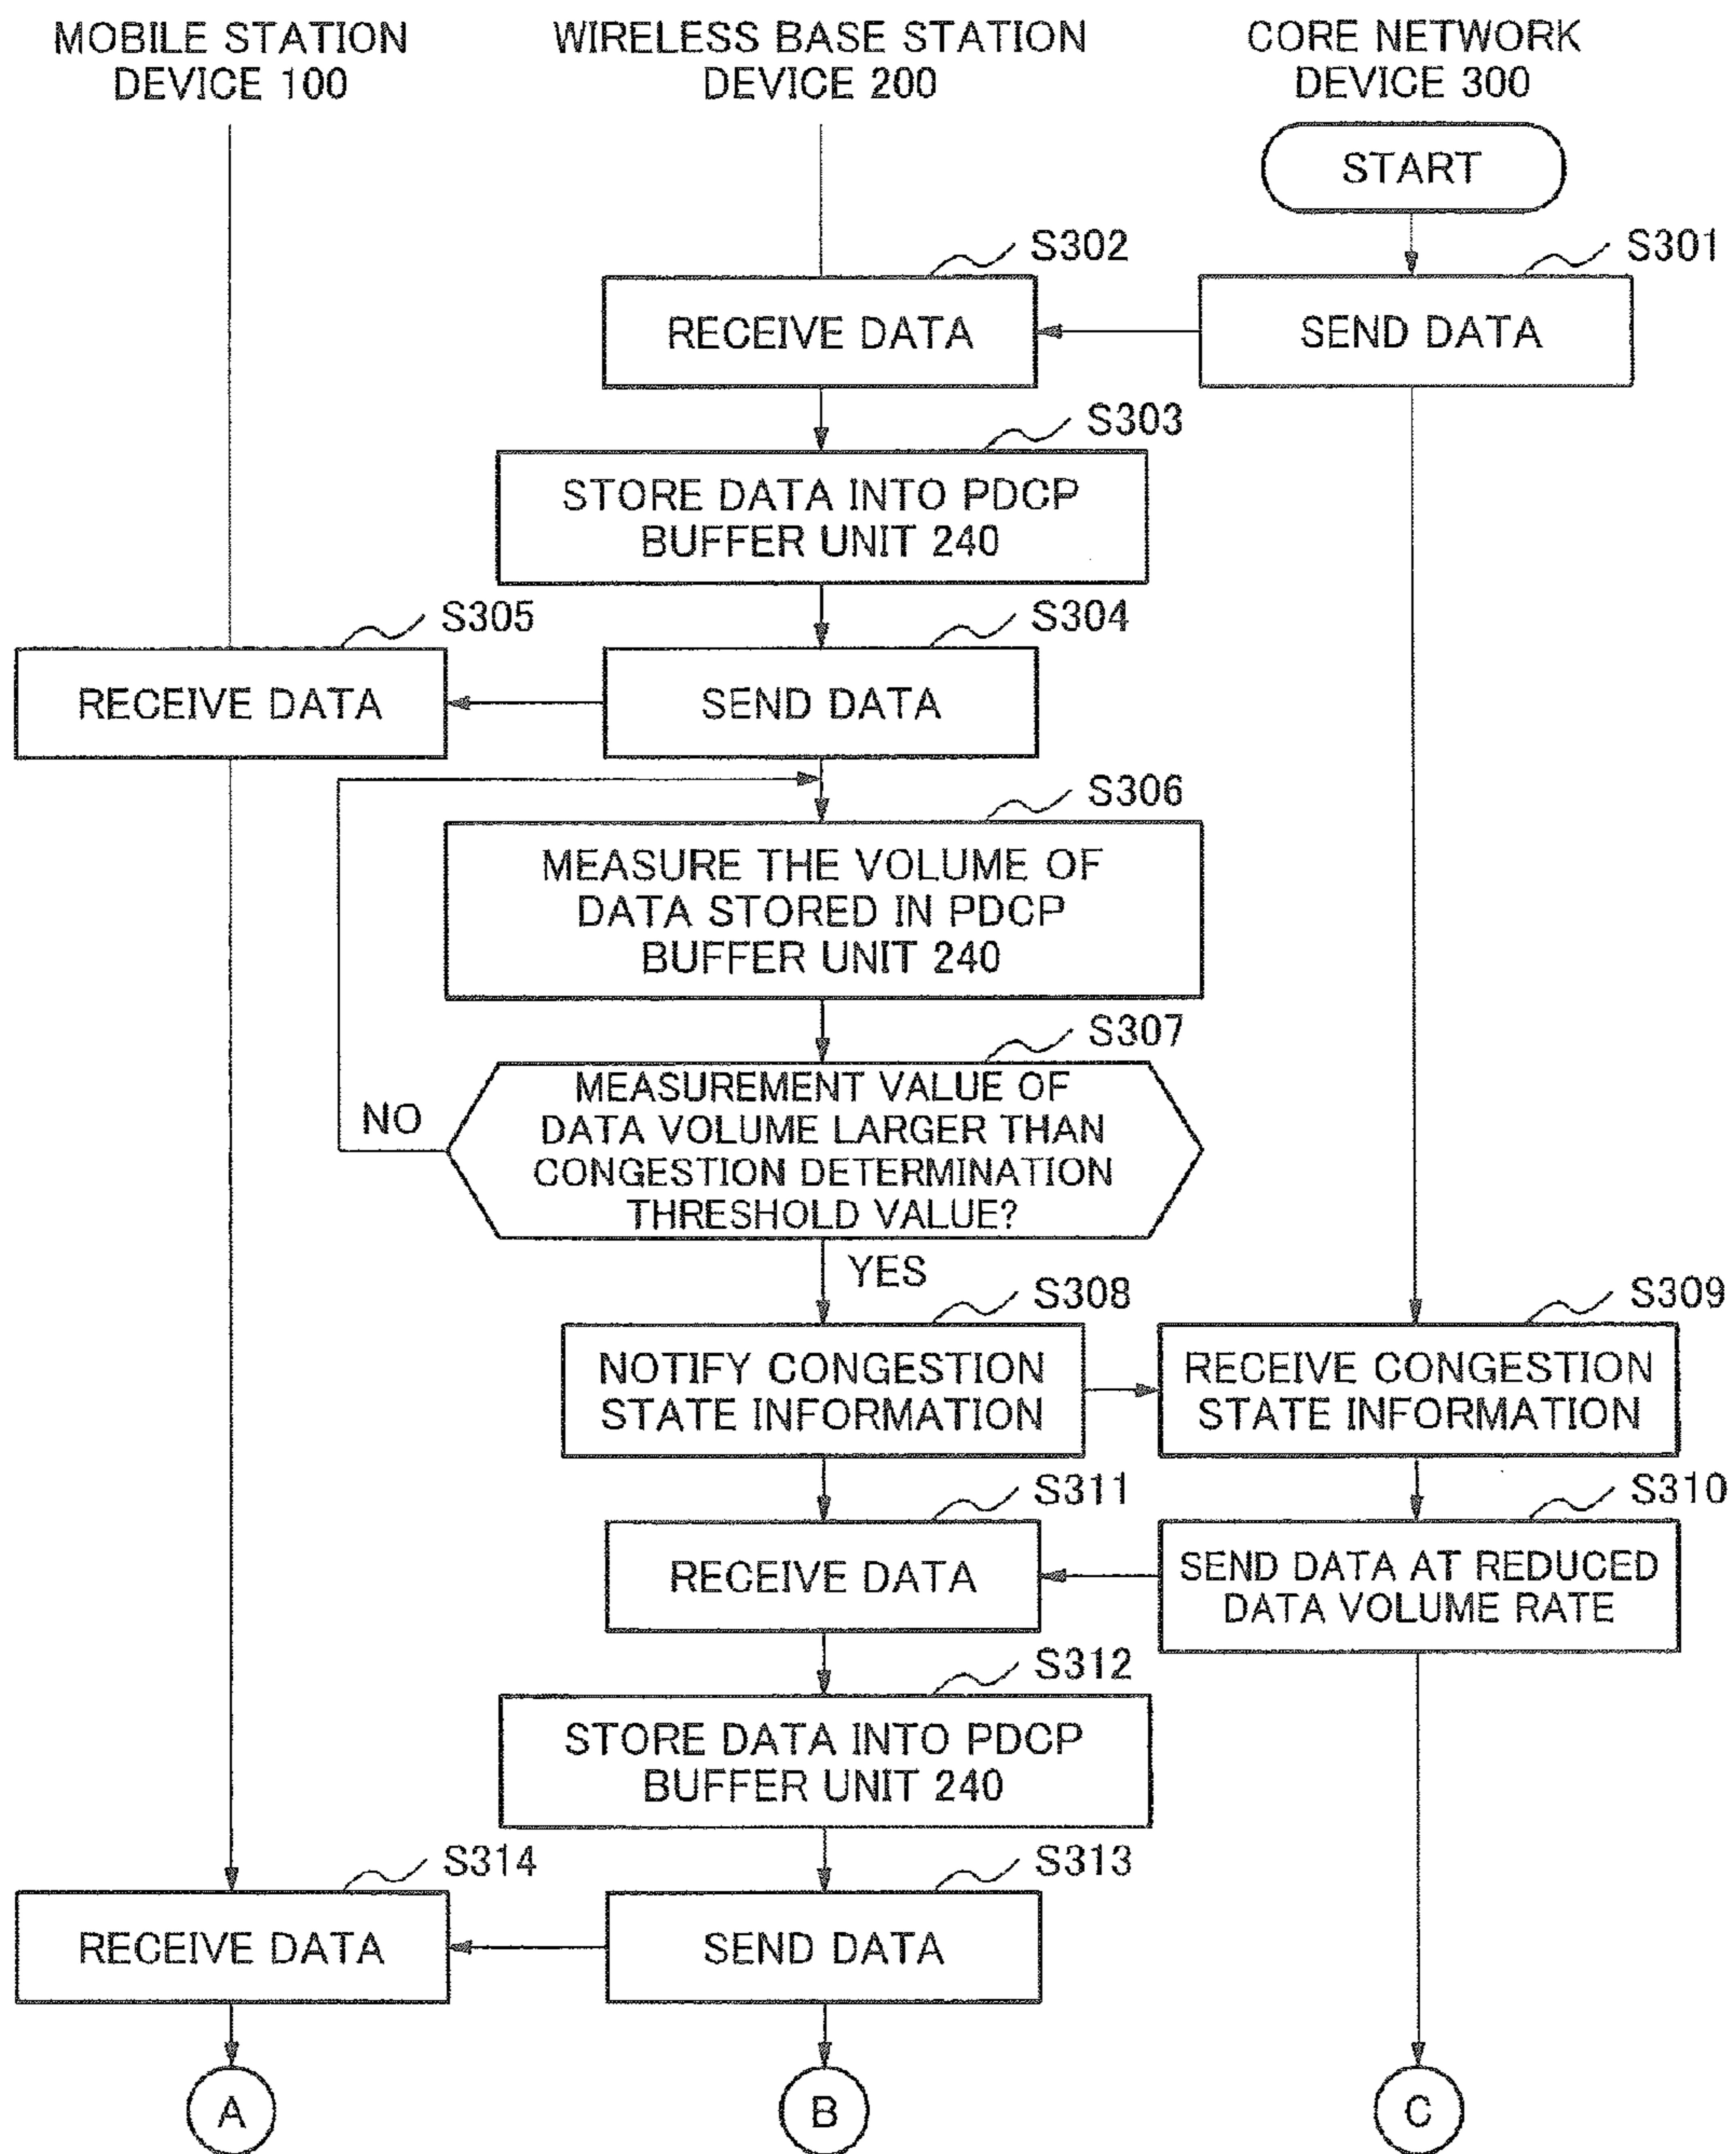 MOBILE STATION
DEVICE 100
WIRELESS BASE STATION
DEVICE 200
CORE NETWORK
DEVICE 300
START
S302
S301
RECEIVE DATA
SEND DATA
S303
STORE DATA INTO PDCP
BUFFER UNIT 240
S305
S304
RECEIVE DATA
SEND DATA
S306
MEASURE THE VOLUME OF
DATA STORED IN PDCP
BUFFER UNIT 240
S307
MEASUREMENT VALUE OF
DATA VOLUME LARGER THAN
CONGESTION DETERMINATION
THRESHOLD VALUE?
NO
YES
S308
S309
NOTIFY CONGESTION
STATE INFORMATION
RECEIVE CONGESTION
STATE INFORMATION
S311
S310
RECEIVE DATA
SEND DATA AT REDUCED
DATA VOLUME RATE
S312
STORE DATA INTO PDCP
BUFFER UNIT 240
S314
S313
RECEIVE DATA
SEND DATA
A
B
C